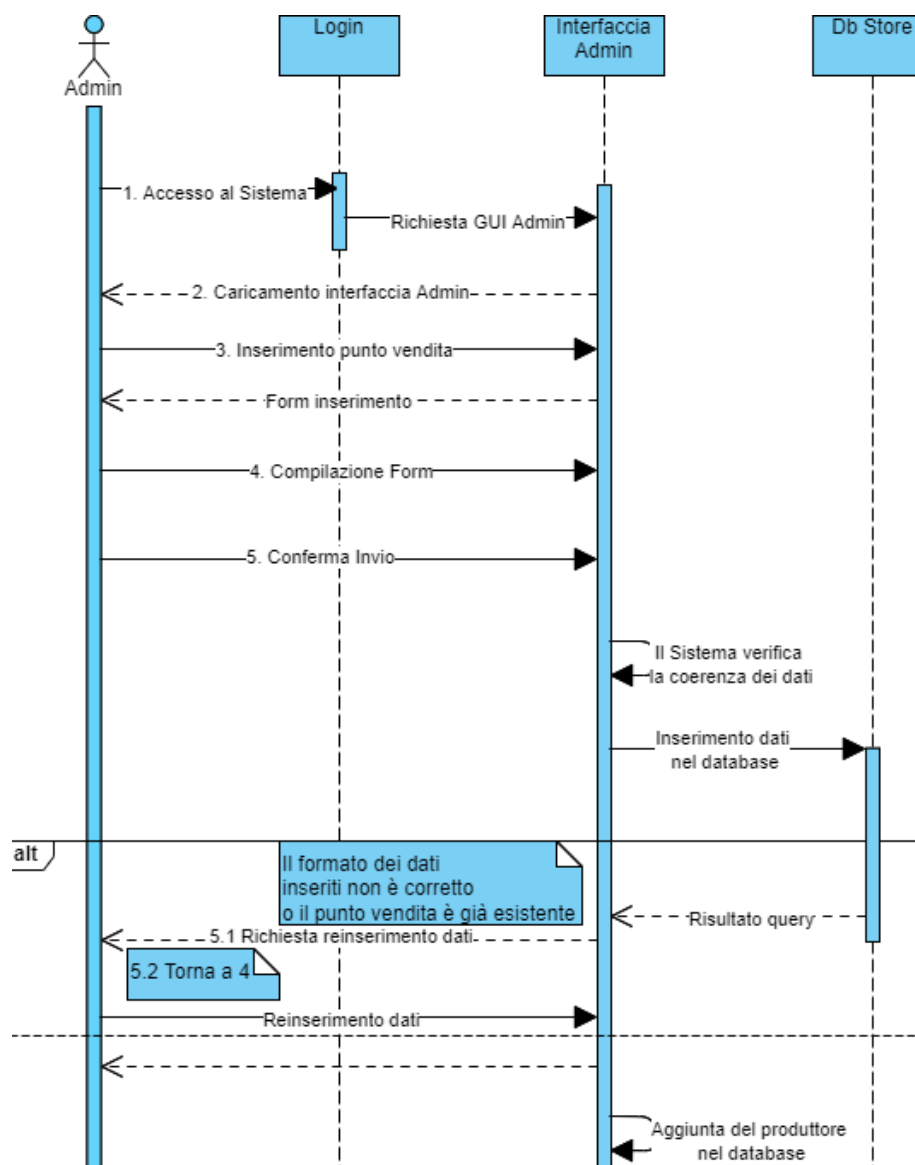 Login
Interfaccia
Admin
Db Store
Admin
1. Accesso al Sistema
Richiesta GUI Admin
2. Caricamento interfaccia Admin
3. Inserimento punto vendita
Form inserimento
4. Compilazione Form
5. Conferma Invio
Il Sistema verifica
la coerenza dei dati
Inserimento dati
nel database
alt
Il formato dei dati
inseriti non è corretto
o il punto vendita è già esistente
Risultato query
5.1 Richiesta reinserimento dati
5.2 Torna a 4
Reinserimento dati
Aggiunta del produttore
nel database